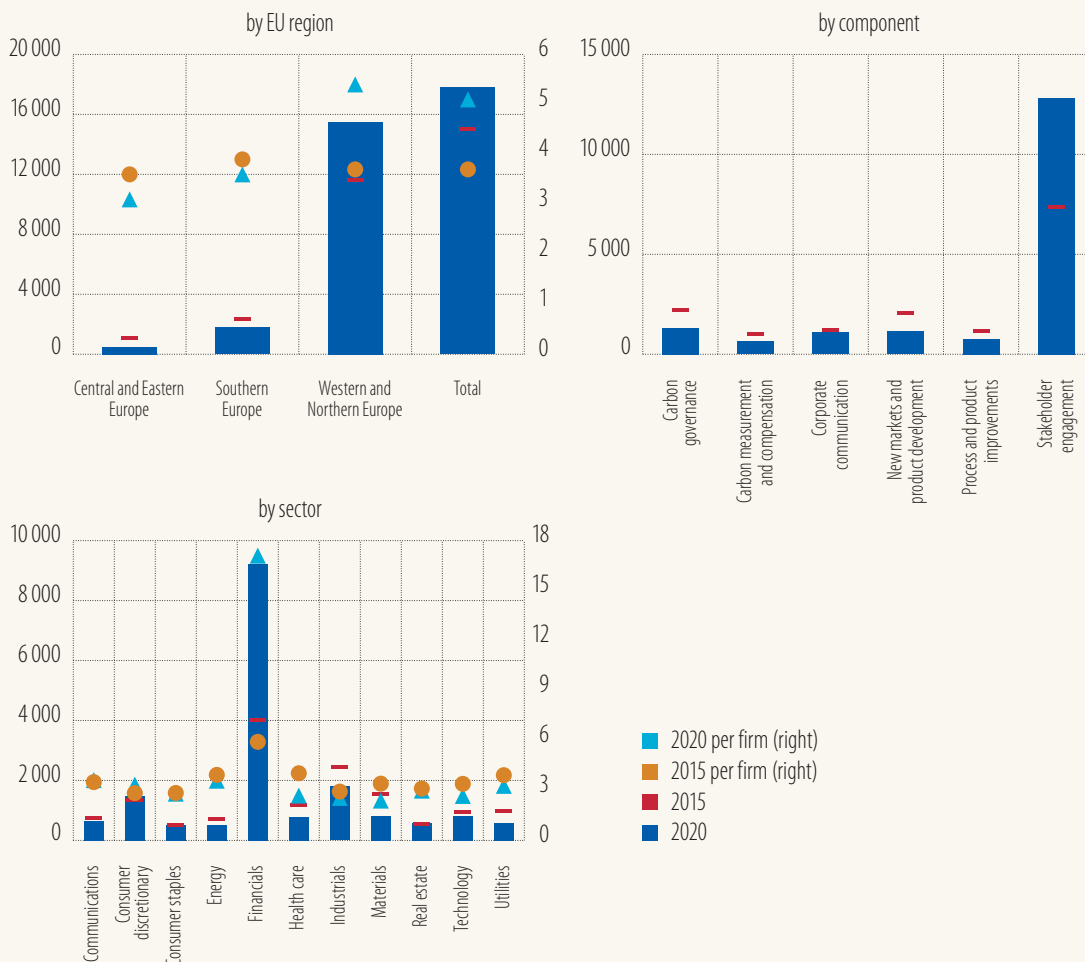 by EU region
20 000
16 000
12 000
8 000
4 000
0
6
5
4
3
2
1
0
Central and Eastern
Europe
Southern
Europe
Western and
Northern Europe
Total
by component
15 000
10 000
5 000
0
Carbon
governance
Carbon measurement
and compensation
Corporate
communication
New markets and
product development
Process and product
improvements
Stakeholder
engagement
by sector
10 000
8 000
6 000
4 000
2 000
0
18
15
12
9
6
3
0
Communications
Consumer
discretionary
Consumer staples
Energy
Financials
Health care
Industrials
Materials
Real estate
Technology
Utilities
2020 per firm (right)
2015 per firm (right)
2015
2020